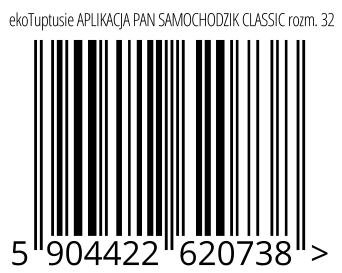 ekoTuptusie APLIKACJA PAN SAMOCHODZIK CLASSIC rozm. 32
5 904422 620738 >